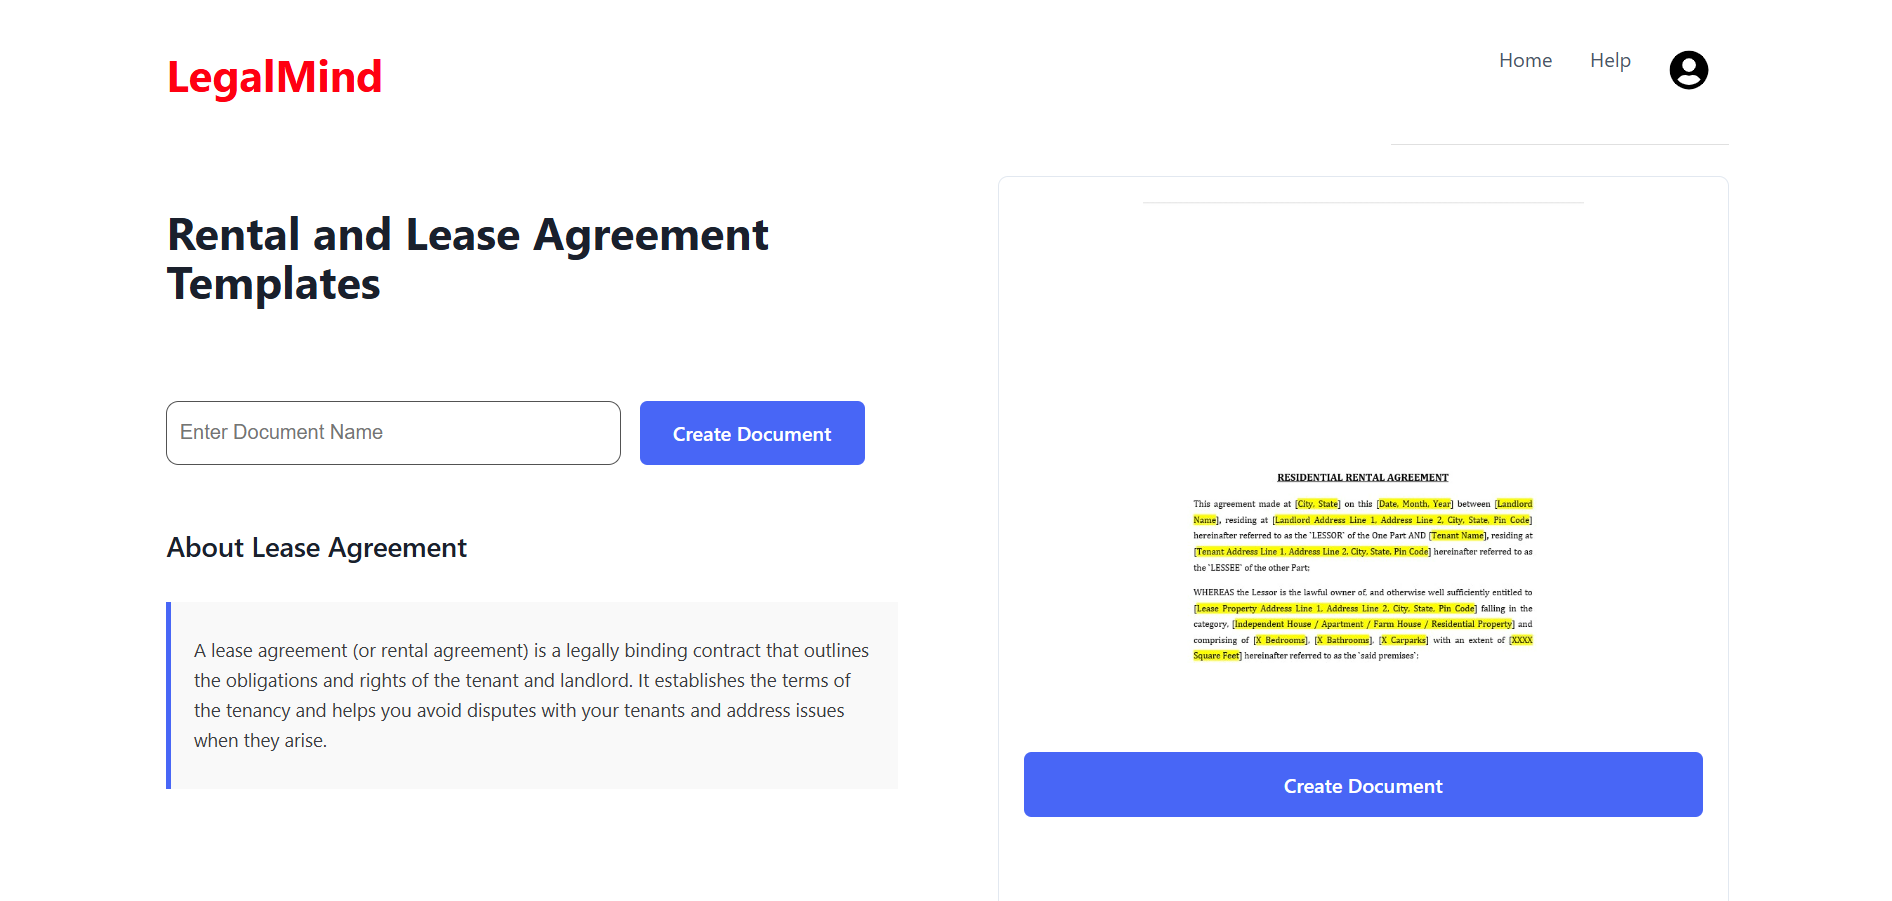 LegalMind
Home
Help
Rental and Lease Agreement
Templates
Enter Document Name
Create Document
About Lease Agreement
A lease agreement (or rental agreement) is a legally binding contract that outlines
the obligations and rights of the tenant and landlord. It establishes the terms of
the tenancy and helps you avoid disputes with your tenants and address issues
when they arise.
RESIDENTIAL RENTAL AGREEMENT
This agreement made at [City, State] on this [Date, Month, Year] between [Landlord
Name], residing at [Landlord Address Line 1, Address Line 2, City, State, Pin Code]
hereinafter referred to as the `LESSOR` of the One Part AND [Tenant Name], residing at
[Tenant Address Line 1, Address Line 2, City, State, Pin Code] hereinafter referred to as
the `LESSEE` of the other Part;
WHEREAS the Lessor is the lawful owner of, and otherwise well sufficiently entitled to
[Lease Property Address Line 1, Address Line 2, City, State, Pin Code] falling in the
category, [Independent House / Apartment / Farm House / Residential Property] and
comprising of [X Bedrooms], [X Bathrooms], [X Carparks] with an extent of [XXXX
Square Feet] hereinafter referred to as the `said premises`;
Create Document